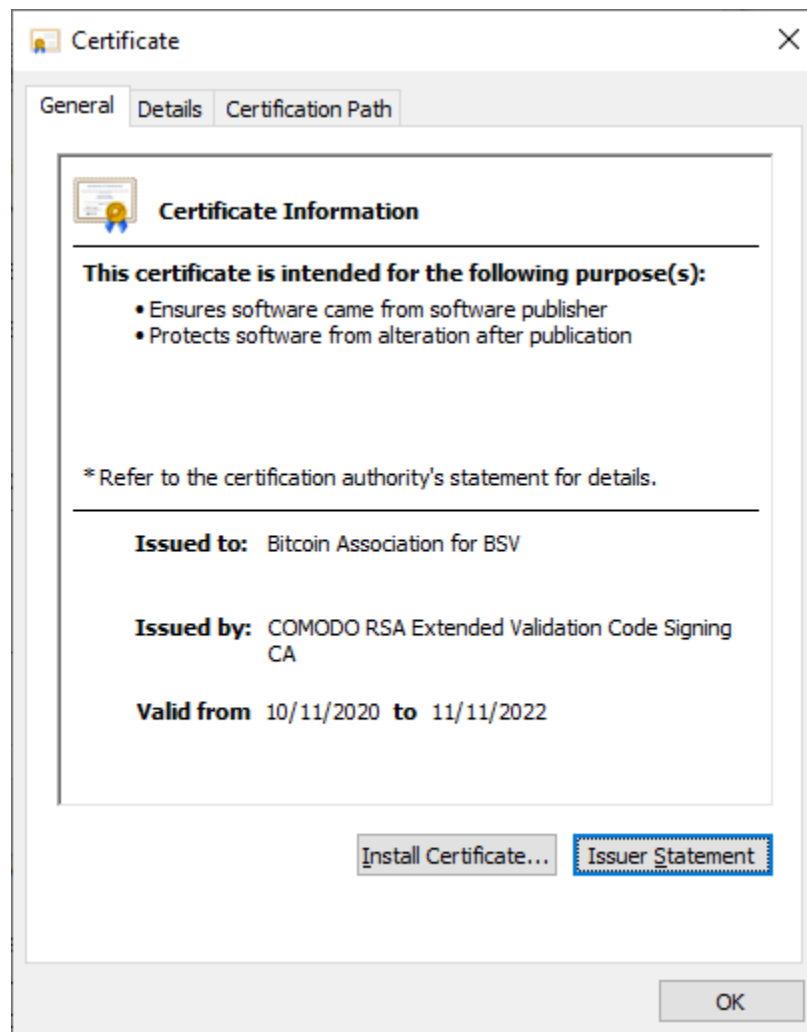 Certificate
General
Details
Certification Path
Certificate Information
This certificate is intended for the following purpose(s):
• Ensures software came from software publisher
• Protects software from alteration after publication
* Refer to the certification authority's statement for details.
Issued to: Bitcoin Association for BSV
Issued by: COMODO RSA Extended Validation Code Signing
CA
Valid from 10/11/2020 to 11/11/2022
Install Certificate...
Issuer Statement
OK